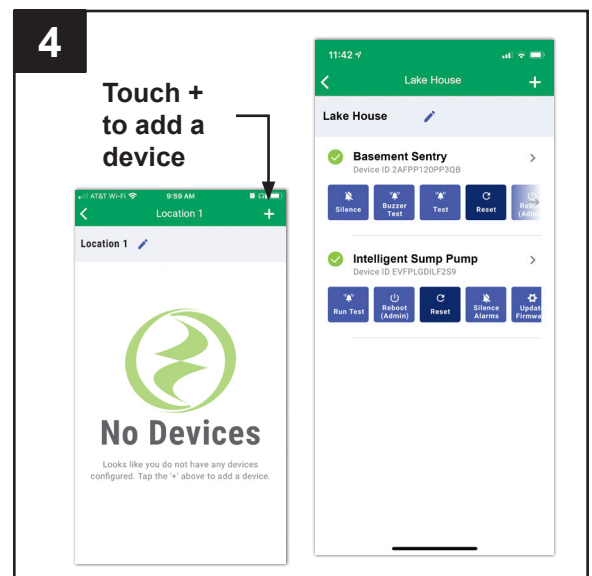 4
Touch +
to add a
device
AT&T Wi-Fi 9:59 AM
Location 1 +
Location 1
No Devices
Looks like you do not have any devices
configured. Tap the '+' above to add a device.
11:42
Lake House +
Lake House
Basement Sentry
Device ID 2AFPP120PP3QB
Silence Buzzer Test Test Reset
Intelligent Sump Pump
Device ID EVFPLGDILF2S9
Run Test Reboot (Admin) Reset Silence Alarms Updat Firmwa